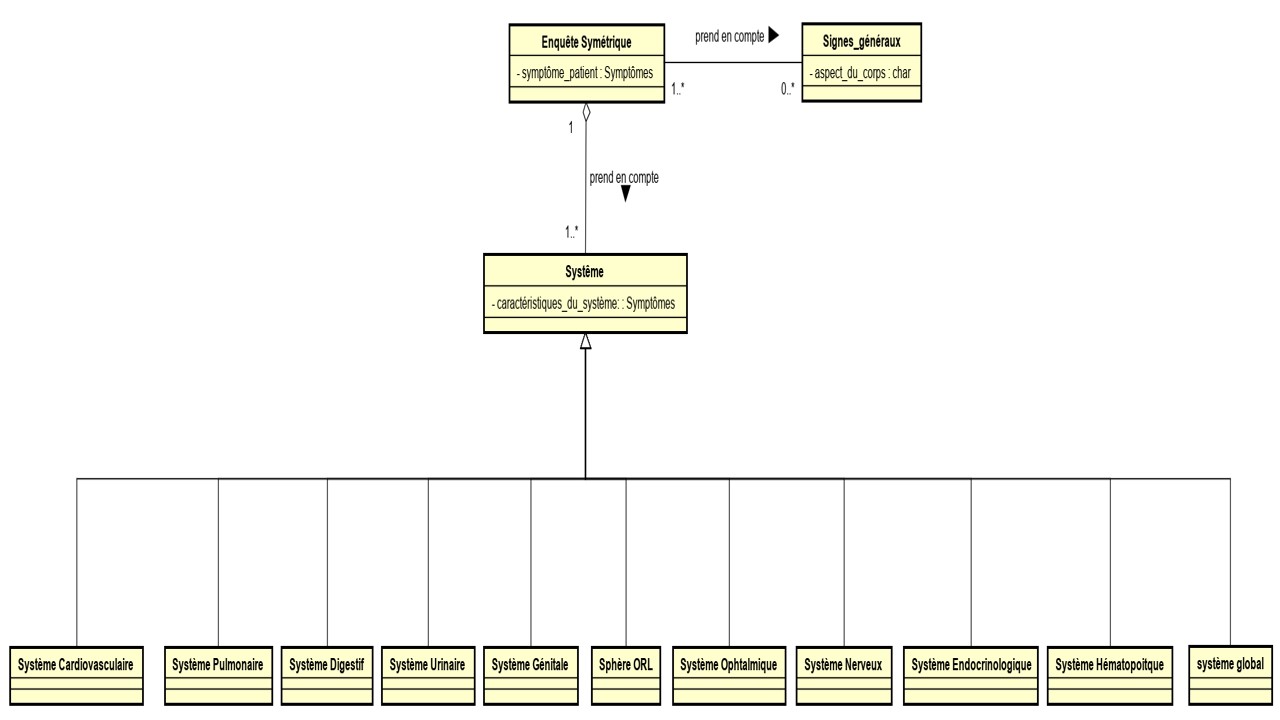 Enquête Symétrique
- symptôme_patient : Symptômes
prend en compte
Signes_généraux
- aspect_du_corps : char
1..*
0..*
1
prend en compte
1..*
Systême
- caractéristiques_du_système: : Symptômes
Système Cardiovasculaire
Système Pulmonaire
Système Digestif
Système Urinaire
Système Génitale
Sphère ORL
Système Ophtalmique
Système Nerveux
Système Endocrinologique
Système Hématopoitque
système global